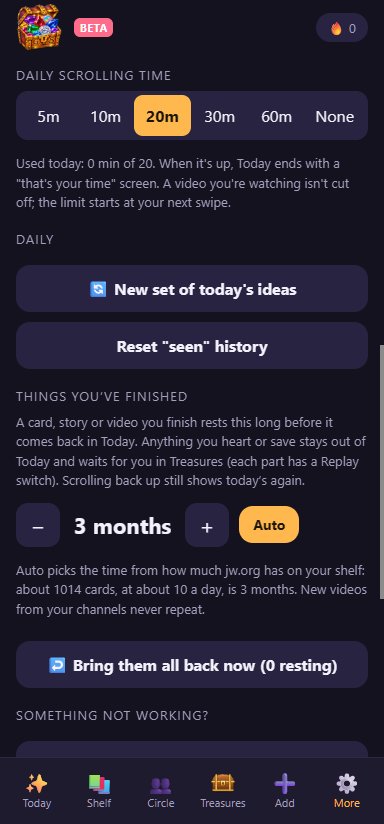 BETA
0
DAILY SCROLLING TIME
5m 10m 20m 30m 60m None
Used today: 0 min of 20. When it's up, Today ends with a
"that's your time" screen. A video you're watching isn't cut
off; the limit starts at your next swipe.
DAILY
New set of today's ideas
Reset "seen" history
THINGS YOU'VE FINISHED
A card, story or video you finish rests this long before it
comes back in Today. Anything you heart or save stays out of
Today and waits for you in Treasures (each part has a Replay
switch). Scrolling back up still shows today's again.
− 3 months + Auto
Auto picks the time from how much jw.org has on your shelf:
about 1014 cards, at about 10 a day, is 3 months. New videos
from your channels never repeat.
Bring them all back now (0 resting)
SOMETHING NOT WORKING?
Today Shelf Circle Treasures Add More